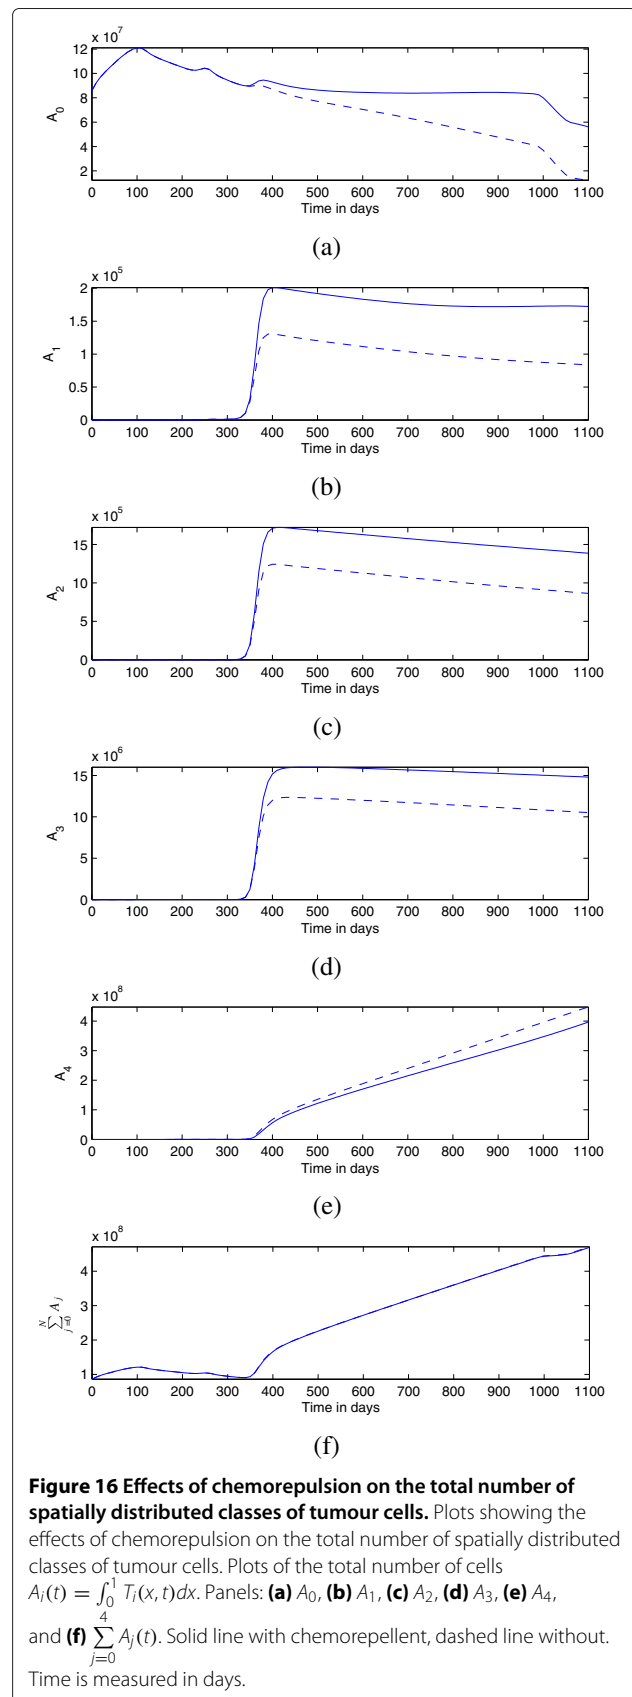 x 10^7
12
10
8
6
4
2
A_0
0 100 200 300 400 500 600 700 800 900 1000 1100
Time in days
(a)
x 10^5
2
1.5
1
0.5
0
A_1
0 100 200 300 400 500 600 700 800 900 1000 1100
Time in days
(b)
x 10^5
15
10
5
0
A_2
0 100 200 300 400 500 600 700 800 900 1000 1100
Time in days
(c)
x 10^6
15
10
5
0
A_3
0 100 200 300 400 500 600 700 800 900 1000 1100
Time in days
(d)
x 10^8
4
3
2
1
0
A_4
0 100 200 300 400 500 600 700 800 900 1000 1100
Time in days
(e)
x 10^8
4
3
2
1
\sum_{j=0}^{N} A_j
0 100 200 300 400 500 600 700 800 900 1000 1100
Time in days
(f)
Figure 16 Effects of chemorepulsion on the total number of
spatially distributed classes of tumour cells. Plots showing the
effects of chemorepulsion on the total number of spatially distributed
classes of tumour cells. Plots of the total number of cells
A_i(t) = \int_0^1 T_i(x, t)dx. Panels: (a) A_0, (b) A_1, (c) A_2, (d) A_3, (e) A_4,
and (f) \sum_{j=0}^{4} A_j(t). Solid line with chemorepellent, dashed line without.
Time is measured in days.